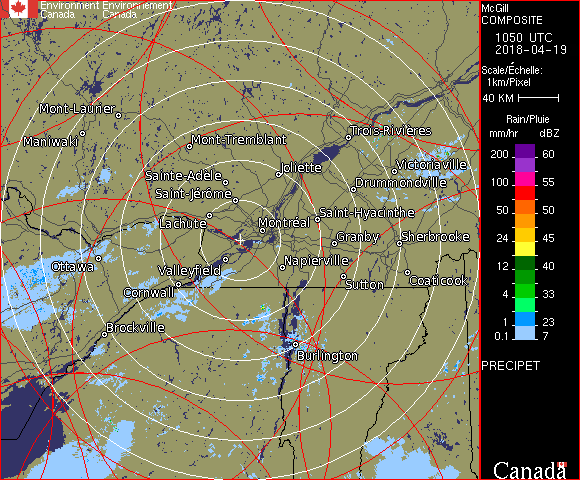 Environment Environnement
Canada Canada
McGill
COMPOSITE
1050 UTC
2018-04-19
Scale/Échelle:
1km/Pixel
40 KM
Rain/Pluie
mm/hr dBZ
200 60
150 57
100 55
50 50
24 45
12 40
4 33
1 23
0.1 7
PRECIPET
Canada
Mont-Laurier
Maniwaki
Mont-Tremblant
Trois-Rivières
Joliette
Victoriaville
Sainte-Adèle
Drummondville
Saint-Jérôme
Lachute
Saint-Hyacinthe
Montréal
Granby
Sherbrooke
Ottawa
Valleyfield
Napierville
Cornwall
Sutton
Coaticook
Brockville
Burlington